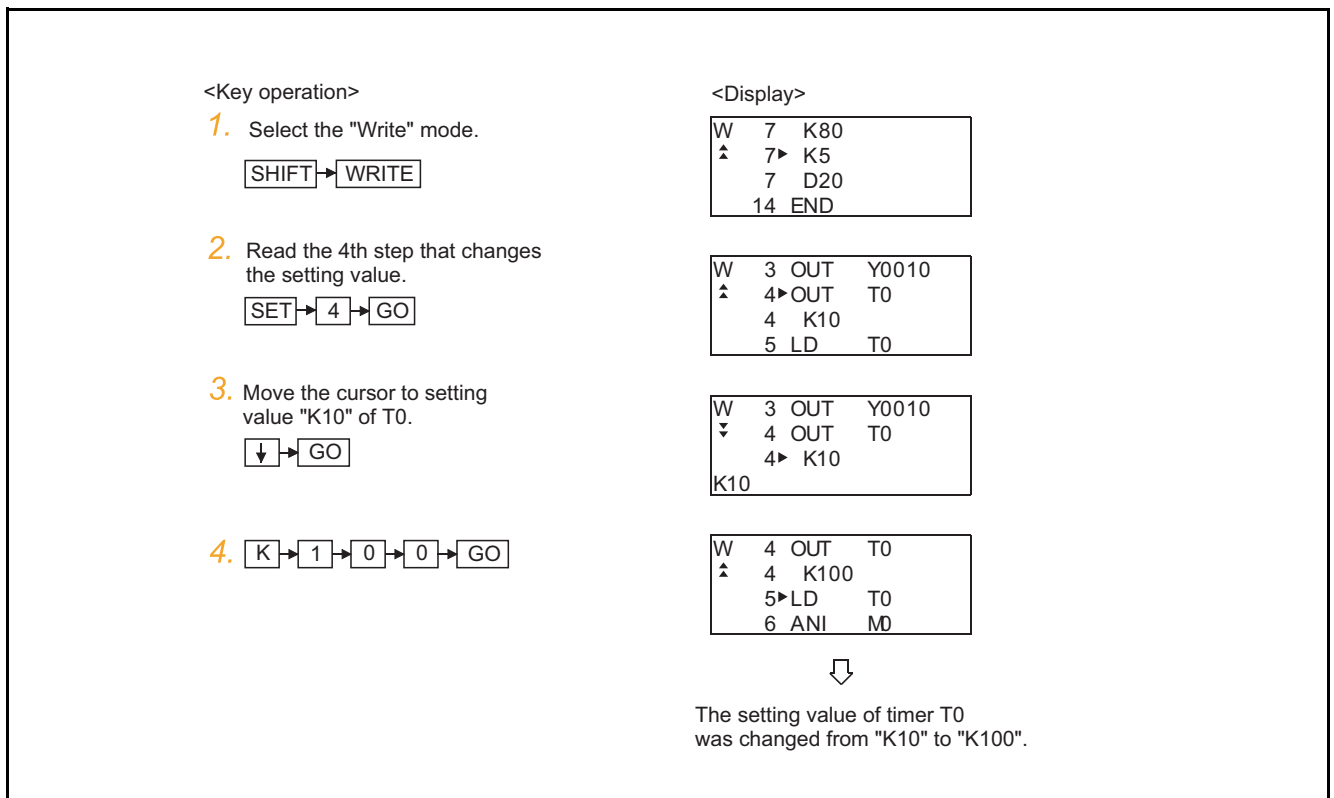 <Key operation>
1. Select the "Write" mode.
SHIFT WRITE
2. Read the 4th step that changes
the setting value.
SET 4 GO
3. Move the cursor to setting
value "K10" of T0.
GO
4. K 1 0 0 GO
<Display>
W 7 K80
7 K5
7 D20
14 END
W 3 OUT Y0010
4 OUT T0
4 K10
5 LD T0
W 3 OUT Y0010
4 OUT T0
4 K10
K10
W 4 OUT T0
4 K100
5 LD T0
6 ANI M0
The setting value of timer T0
was changed from "K10" to "K100".